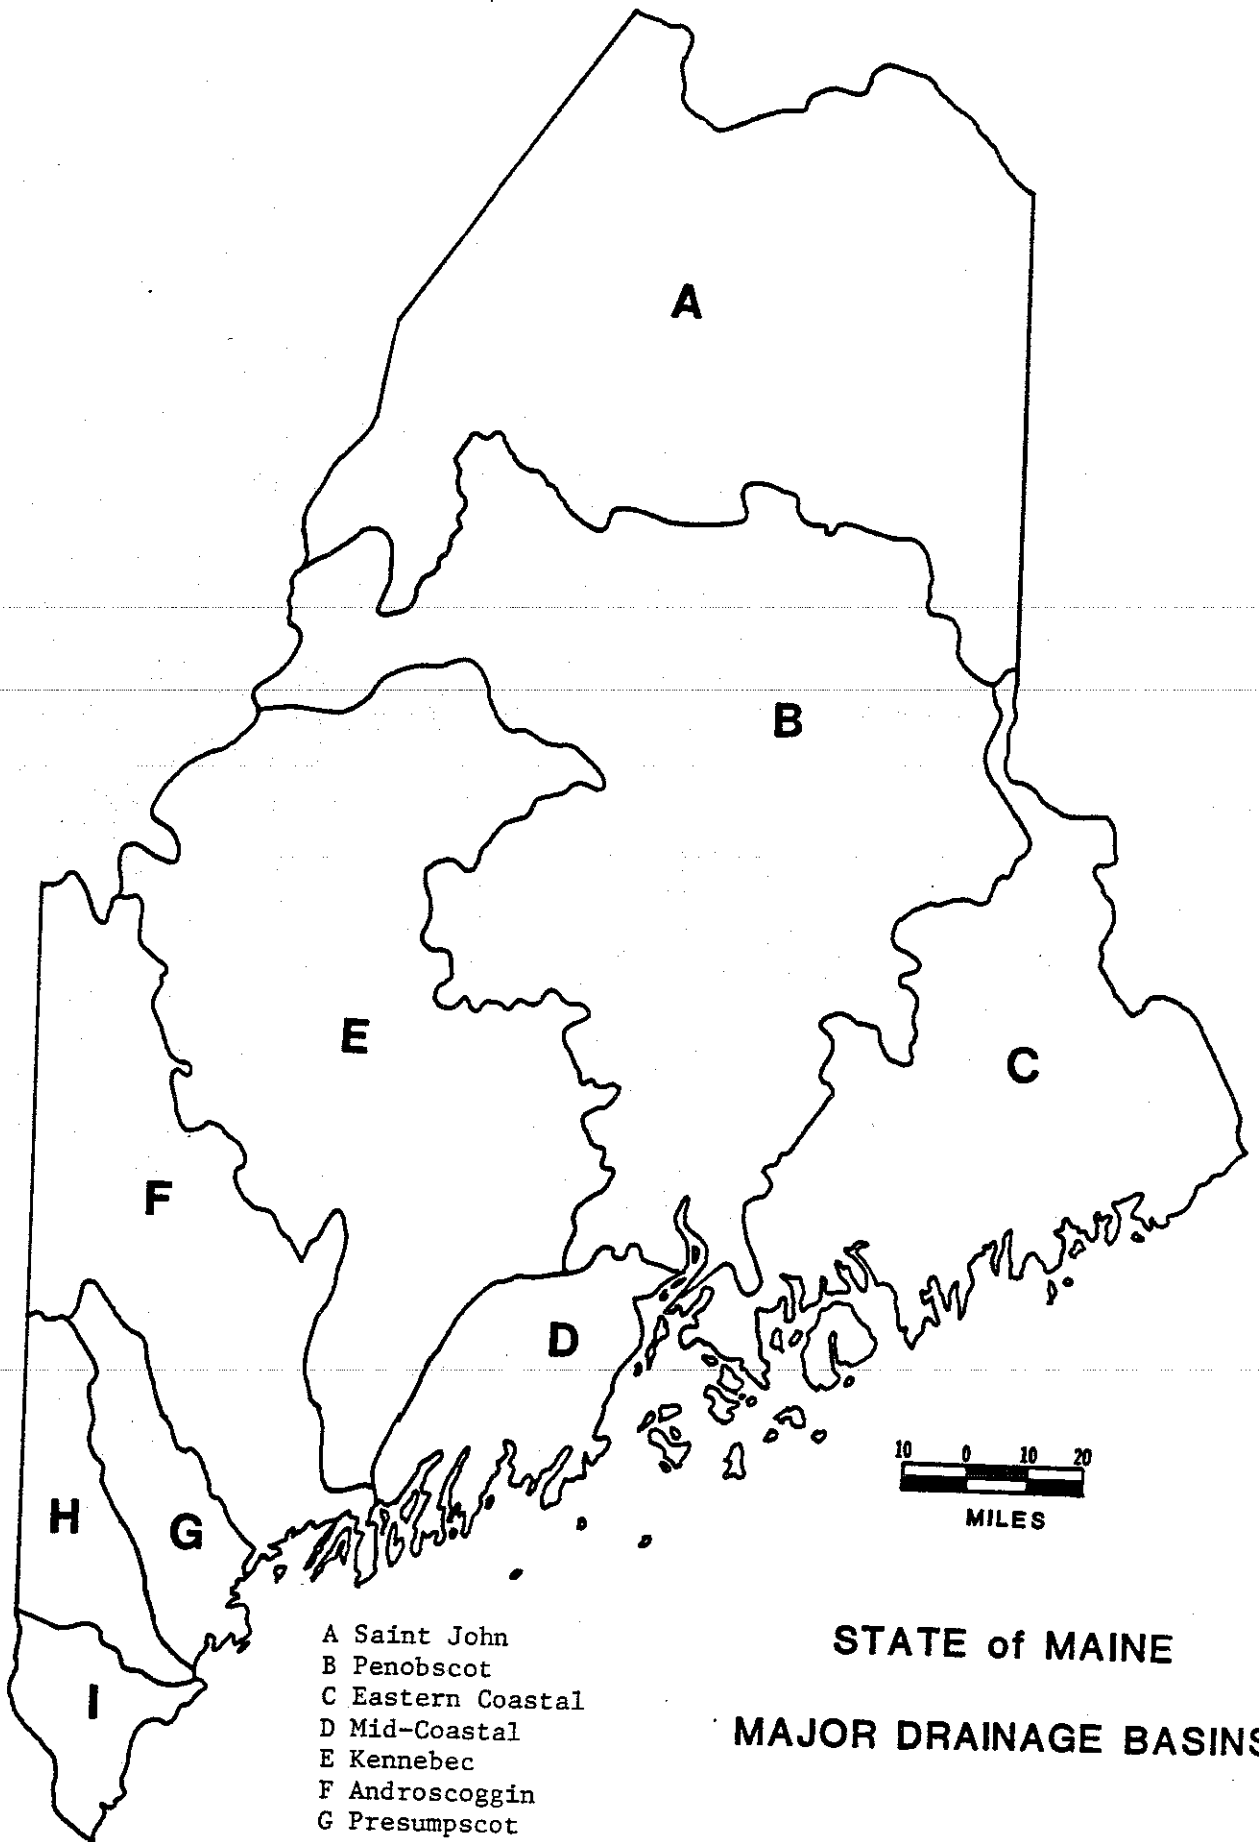 A
B
E
C
F
D
10 0 10 20
MILES
H
G
I
A Saint John
B Penobscot
C Eastern Coastal
D Mid-Coastal
E Kennebec
F Androscoggin
G Presumpscot
STATE of MAINE
MAJOR DRAINAGE BASINS